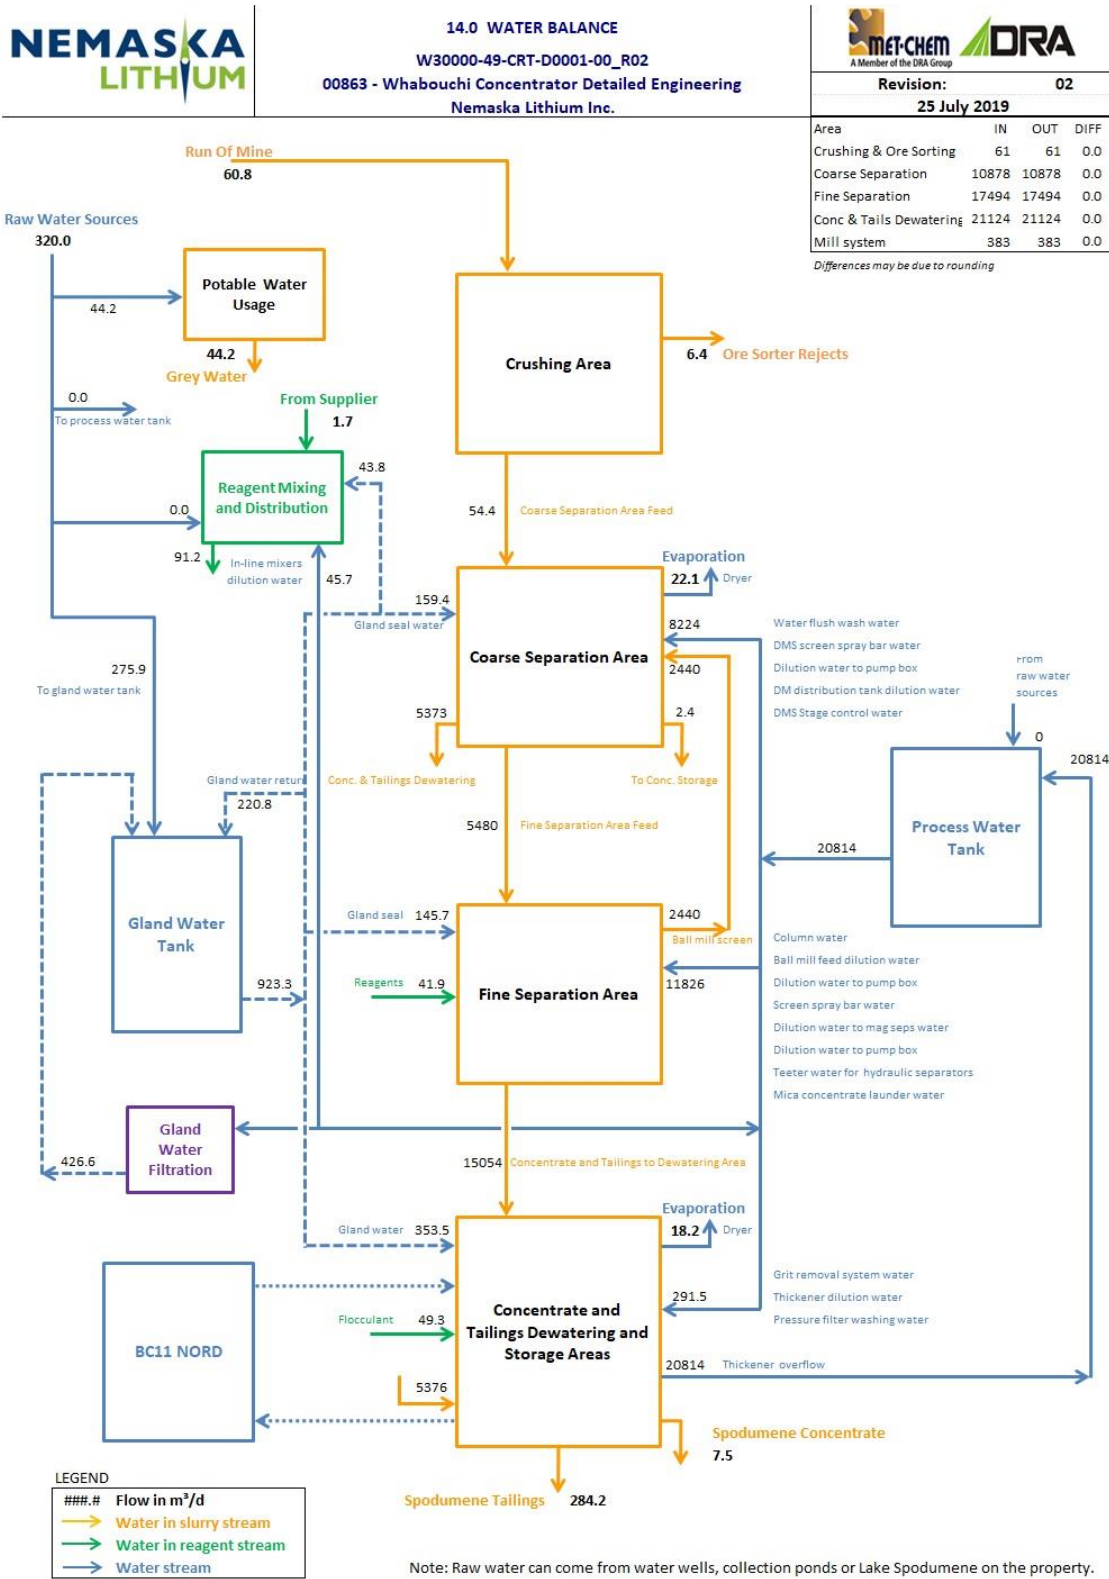 NEMASKA
LITHIUM
14.0 WATER BALANCE
W30000-49-CRT-D0001-00_R02
00863 - Whabouchi Concentrator Detailed Engineering
Nemaska Lithium Inc.
MET-CHEM
A Member of the DRA Group
DRA
Revision: 02
25 July 2019
Area IN OUT DIFF
Crushing & Ore Sorting 61 61 0.0
Coarse Separation 10878 10878 0.0
Fine Separation 17494 17494 0.0
Conc & Tails Dewatering 21124 21124 0.0
Mill system 383 383 0.0
Differences may be due to rounding
Run Of Mine
60.8
Raw Water Sources
320.0
44.2
Potable Water
Usage
44.2
Grey Water
Crushing Area
6.4 Ore Sorter Rejects
0.0
To process water tank
From Supplier
1.7
Reagent Mixing
and Distribution
43.8
0.0
91.2
In-line mixers
dilution water
45.7
54.4 Coarse Separation Area Feed
Evaporation
22.1 Dryer
159.4
Gland seal water
Coarse Separation Area
8224
2440
Water flush wash water
DMS screen spray bar water
Dilution water to pump box
DM distribution tank dilution water
DMS Stage control water
From
raw water
sources
0
275.9
To gland water tank
5373
Conc. & Tailings Dewatering
2.4
To Conc. Storage
20814
Gland water return
220.8
5480 Fine Separation Area Feed
20814
Process Water
Tank
Gland Water
Tank
923.3
Gland seal 145.7
Reagents 41.9
Fine Separation Area
2440
Ball mill screen
11826
Column water
Ball mill feed dilution water
Dilution water to pump box
Screen spray bar water
Dilution water to mag seps water
Dilution water to pump box
Teeter water for hydraulic separators
Mica concentrate launder water
Gland
Water
Filtration
426.6
15054 Concentrate and Tailings to Dewatering Area
Gland water 353.5
Evaporation
18.2 Dryer
BC11 NORD
Flocculant 49.3
5376
Concentrate and
Tailings Dewatering and
Storage Areas
291.5
Grit removal system water
Thickener dilution water
Pressure filter washing water
20814 Thickener overflow
Spodumene Concentrate
7.5
Spodumene Tailings 284.2
LEGEND
###.# Flow in m³/d
Water in slurry stream
Water in reagent stream
Water stream
Note: Raw water can come from water wells, collection ponds or Lake Spodumene on the property.